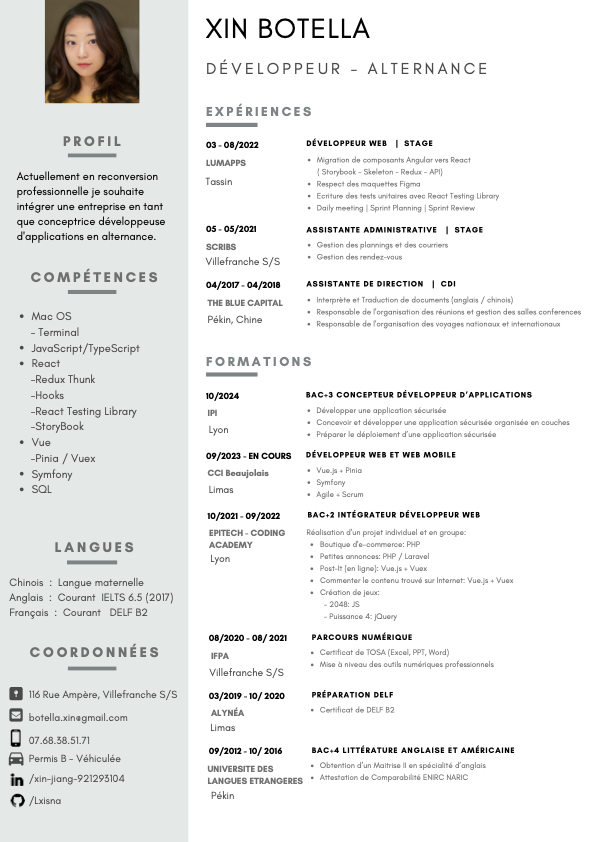 PROFIL
Actuellement en reconversion
professionnelle je souhaite
intégrer une entreprise en tant
que conceptrice développeuse
d'applications en alternance.
COMPÉTENCES
Mac OS
- Terminal
JavaScript/TypeScript
React
-Redux Thunk
-Hooks
-React Testing Library
-StoryBook
Vue
-Pinia / Vuex
Symfony
SQL
LANGUES
Chinois : Langue maternelle
Anglais : Courant IELTS 6.5 (2017)
Français : Courant DELF B2
COORDONNÉES
116 Rue Ampère, Villefranche S/S
botella.xin@gmail.com
07.68.38.51.71
Permis B - Véhiculée
/xin-jiang-921293104
/Lxisna
XIN BOTELLA
DÉVELOPPEUR - ALTERNANCE
EXPÉRIENCES
03 - 08/2022
LUMAPPS
Tassin
DÉVELOPPEUR WEB | STAGE
Migration de composants Angular vers React
( Storybook - Skeleton - Redux - API)
Respect des maquettes Figma
Ecriture des tests unitaires avec React Testing Library
Daily meeting | Sprint Planning | Sprint Review
05 - 05/2021
SCRIBS
Villefranche S/S
ASSISTANTE ADMINISTRATIVE | STAGE
Gestion des plannings et des courriers
Gestion des rendez-vous
04/2017 - 04/2018
THE BLUE CAPITAL
Pékin, Chine
ASSISTANTE DE DIRECTION | CDI
Interprète et Traduction de documents (anglais / chinois)
Responsable de l'organisation des réunions et gestion des salles conferences
Responsable de l'organisation des voyages nationaux et internationaux
FORMATIONS
10/2024
IPI
Lyon
BAC+3 CONCEPTEUR DÉVELOPPEUR D'APPLICATIONS
Développer une application sécurisée
Concevoir et développer une application sécurisée organisée en couches
Préparer le déploiement d'une application sécurisée
09/2023 - EN COURS
CCI Beaujolais
Limas
DÉVELOPPEUR WEB ET WEB MOBILE
Vue.js + Pinia
Symfony
Agile + Scrum
10/2021 - 09/2022
EPITECH - CODING
ACADEMY
Lyon
BAC+2 INTÉGRATEUR DÉVELOPPEUR WEB
Réalisation d'un projet individuel et en groupe:
Boutique d'e-commerce: PHP
Petites annonces: PHP / Laravel
Post-It (en ligne): Vue.js + Vuex
Commenter le contenu trouvé sur Internet: Vue.js + Vuex
Création de jeux:
- 2048: JS
- Puissance 4: jQuery
08/2020 - 08/ 2021
IFPA
Villefranche S/S
PARCOURS NUMÉRIQUE
Certificat de TOSA (Excel, PPT, Word)
Mise à niveau des outils numériques professionnels
03/2019 - 10/ 2020
ALYNÉA
Limas
PRÉPARATION DELF
Certificat de DELF B2
09/2012 - 10/ 2016
UNIVERSITE DES
LANGUES ETRANGERES
Pékin
BAC+4 LITTÉRATURE ANGLAISE ET AMÉRICAINE
Obtention d'un Maitrise II en spécialité d'anglais
Attestation de Comparabilité ENIRC NARIC